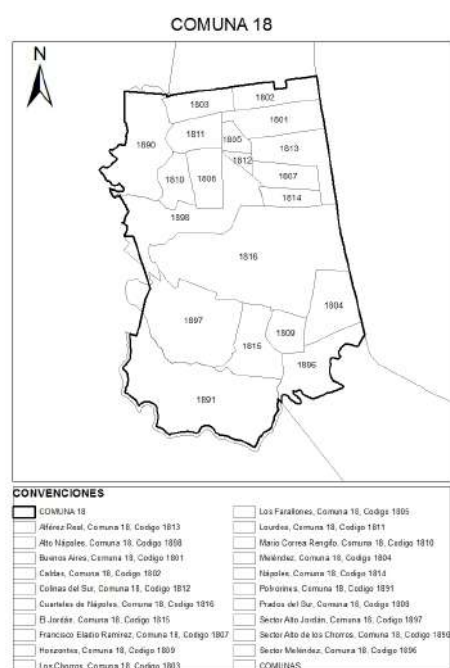 COMUNA 18
N
1802
1803
1801
1811
1805
1890
1813
1812
1810
1807
1814
1816
1804
1897
1809
1815
1896
1891
CONVENCIONES
COMUNA 18
Alférez Real, Comuna 18, Codigo 1813
Alto Nápoles, Comuna 18, Codigo 1898
Buenos Aires, Comuna 18, Codigo 1801
Caldas, Comuna 18, Codigo 1802
Colinas del Sur, Comuna 18, Codigo 1812
Cuarteles de Nápoles, Comuna 18, Codigo 1816
El Jordán, Comuna 18, Codigo 1815
Francisco Eladio Ramirez, Comuna 18, Codigo 1807
Horizontes, Comuna 18, Codigo 1809
Los Chorros, Comuna 18, Codigo 1803
Los Farallones, Comuna 18, Codigo 1805
Lourdes, Comuna 18, Codigo 1811
Mario Correa Rengifo, Comuna 18, Codigo 1810
Meléndez, Comuna 18, Codigo 1804
Nápoles, Comuna 18, Codigo 1814
Polvorines, Comuna 18, Codigo 1891
Prados del Sur, Comuna 18, Codigo 1808
Sector Alto Jordán, Comuna 18, Codigo 1897
Sector Alto de los Chorros, Comuna 18, Codigo 1890
Sector Meléndez, Comuna 18, Codigo 1896
COMUNAS